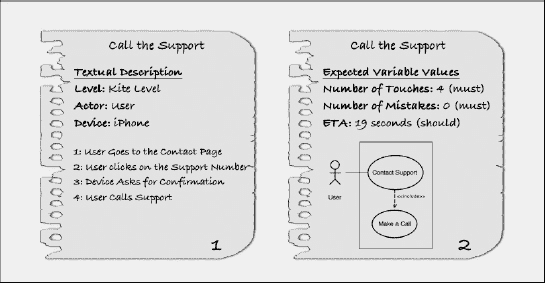 Call the Support
Textual Description
Level: Kite Level
Actor: User
Device: iPhone
1: User Goes to the Contact Page
2: User clicks on the Support Number
3: Device Asks for Confirmation
4: User Calls Support
1
Call the Support
Expected Variable Values
Number of Touches: 4 (must)
Number of Mistakes: 0 (must)
ETA: 19 seconds (should)
Contact Support
User
Make a Call
2